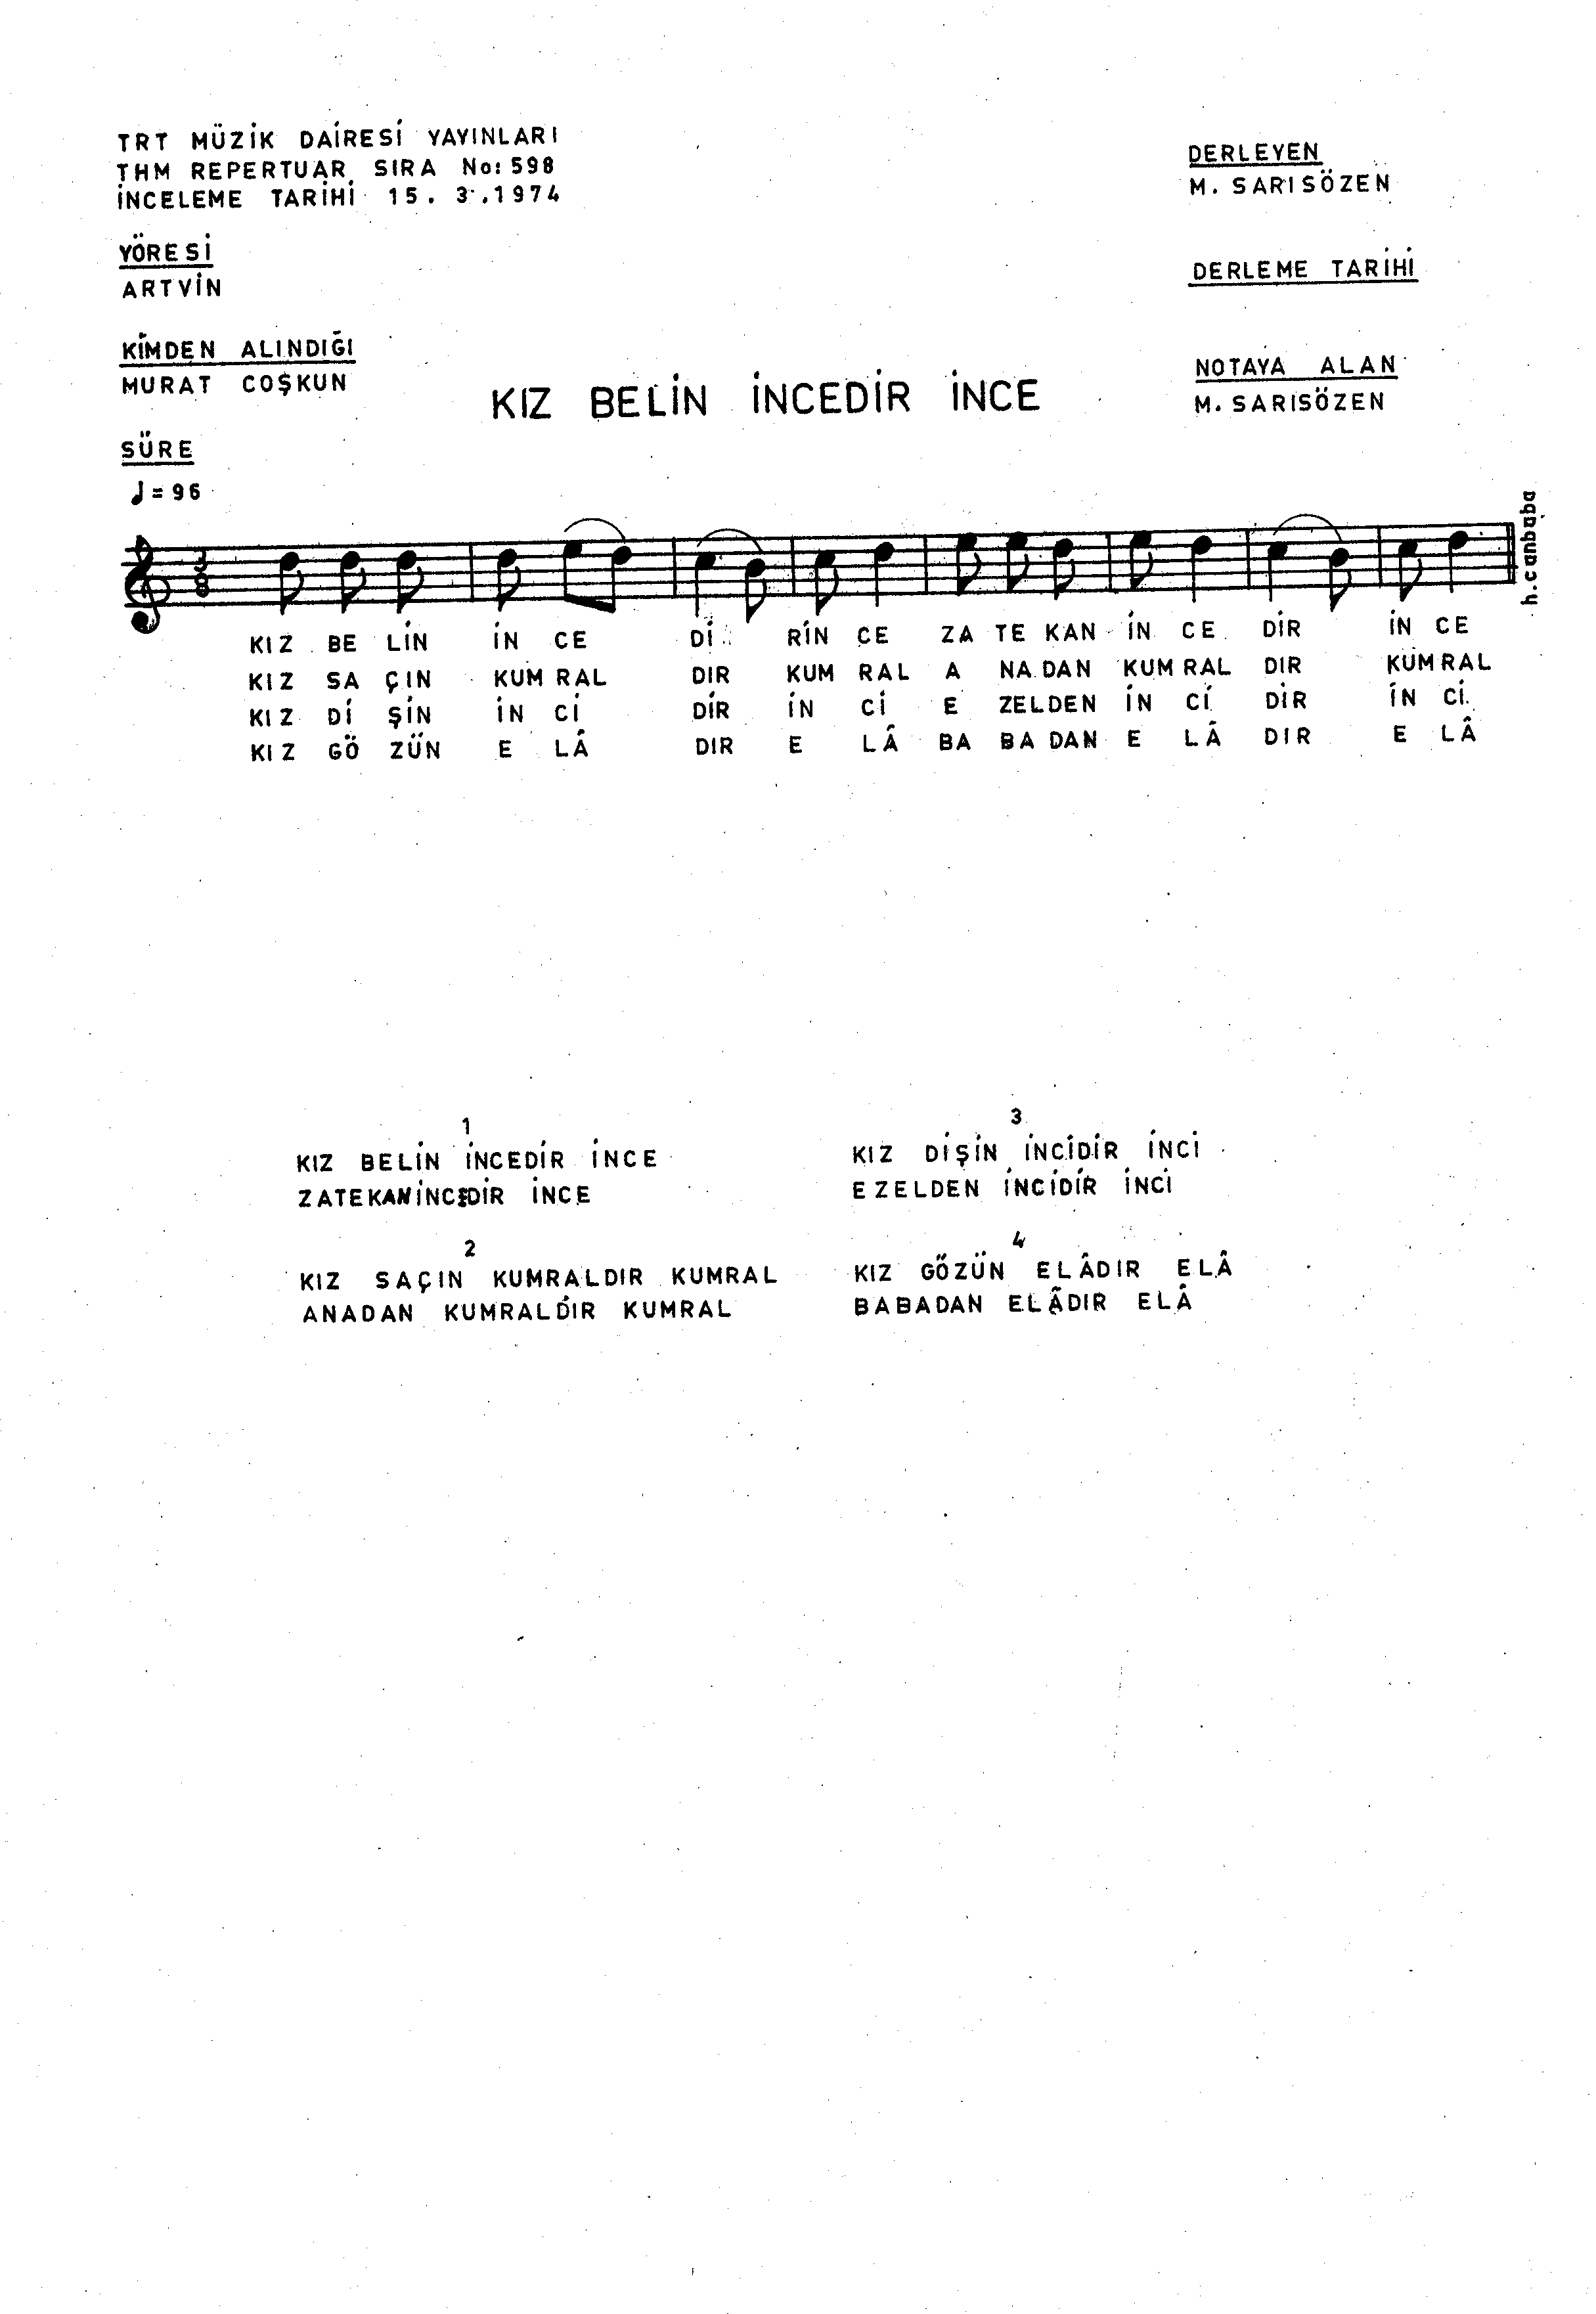 TRT MÜZİK DAİRESİ YAYINLARI
THM REPERTUAR SIRA No: 598
İNCELEME TARİHİ 15. 3.1974
DERLEYEN
M. SARISÖZEN
YÖRESİ
ARTVİN
DERLEME TARİHİ
KİMDEN ALINDIĞI
MURAT COŞKUN
KIZ BELİN İNCEDİR İNCE
NOTAYA ALAN
M. SARISÖZEN
SÜRE
♩=96
3
8
h.canbaba
KIZ BE LİN İN CE Dİ RİN CE ZA TE KAN İN CE DİR İN CE
KIZ SA ÇIN KUM RAL DIR KUM RAL A NA DAN KUM RAL DIR KUM RAL
KIZ Dİ ŞİN İN Cİ DİR İN Cİ E ZELDEN İN Cİ DİR İN Cİ
KIZ GÖ ZÜN E LÂ DIR E LÂ BA BA DAN E LÂ DIR E LÂ
1
KIZ BELİN İNCEDİR İNCE
ZATEKANİNCEDİR İNCE
2
KIZ SAÇIN KUMRALDIR KUMRAL
ANADAN KUMRALDIR KUMRAL
3
KIZ DİŞİN İNCİDİR İNCİ
EZELDEN İNCİDİR İNCİ
4
KIZ GÖZÜN ELÂDIR ELÂ
BABADAN ELÂDIR ELÂ